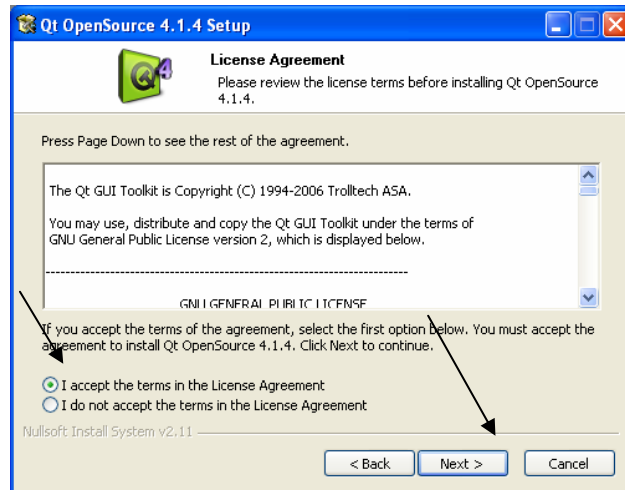 Qt OpenSource 4.1.4 Setup
4
License Agreement
Please review the license terms before installing Qt OpenSource
4.1.4.
Press Page Down to see the rest of the agreement.
The Qt GUI Toolkit is Copyright (C) 1994-2006 Trolltech ASA.
You may use, distribute and copy the Qt GUI Toolkit under the terms of
GNU General Public License version 2, which is displayed below.
------------------------------------------------------------------------
GNU GENERAL PUBLIC LICENSE
If you accept the terms of the agreement, select the first option below. You must accept the
agreement to install Qt OpenSource 4.1.4. Click Next to continue.
I accept the terms in the License Agreement
I do not accept the terms in the License Agreement
Nullsoft Install System v2.11
< Back
Next >
Cancel